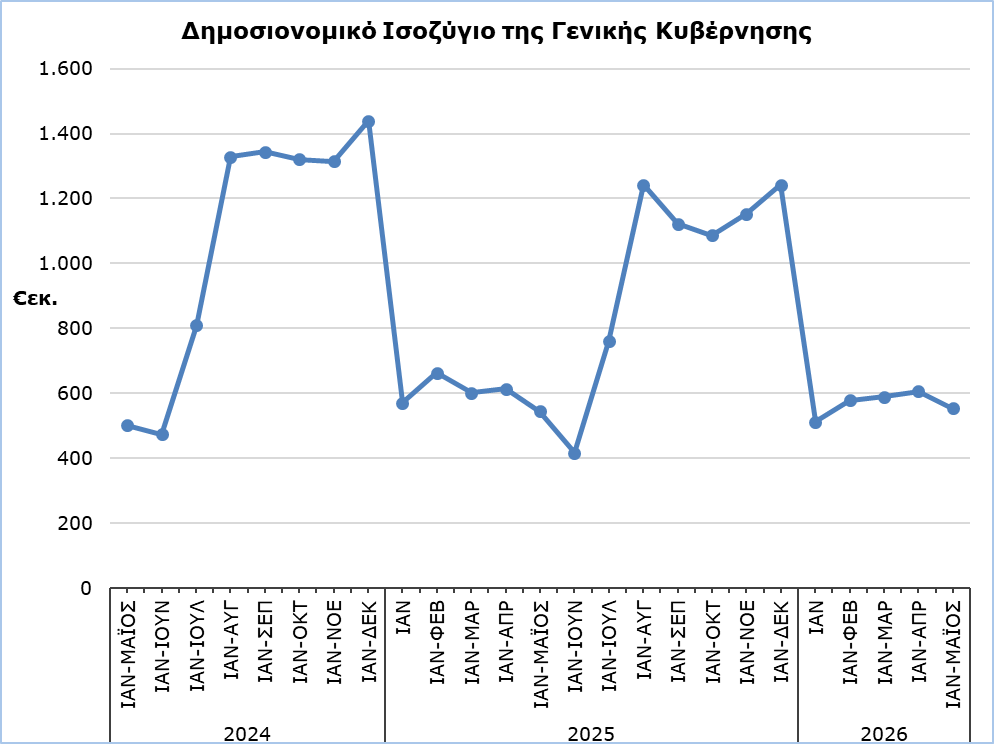 Δημοσιονομικό Ισοζύγιο της Γενικής Κυβέρνησης
1.600
1.400
1.200
1.000
€εκ.
800
600
400
200
0
ΙΑΝ-ΜΑΪΟΣ
ΙΑΝ-ΙΟΥΝ
ΙΑΝ-ΙΟΥΛ
ΙΑΝ-ΑΥΓ
ΙΑΝ-ΣΕΠ
ΙΑΝ-ΟΚΤ
ΙΑΝ-ΝΟΕ
ΙΑΝ-ΔΕΚ
ΙΑΝ
ΙΑΝ-ΦΕΒ
ΙΑΝ-ΜΑΡ
ΙΑΝ-ΑΠΡ
ΙΑΝ-ΜΑΪΟΣ
ΙΑΝ-ΙΟΥΝ
ΙΑΝ-ΙΟΥΛ
ΙΑΝ-ΑΥΓ
ΙΑΝ-ΣΕΠ
ΙΑΝ-ΟΚΤ
ΙΑΝ-ΝΟΕ
ΙΑΝ-ΔΕΚ
ΙΑΝ
ΙΑΝ-ΦΕΒ
ΙΑΝ-ΜΑΡ
ΙΑΝ-ΑΠΡ
ΙΑΝ-ΜΑΪΟΣ
2024
2025
2026